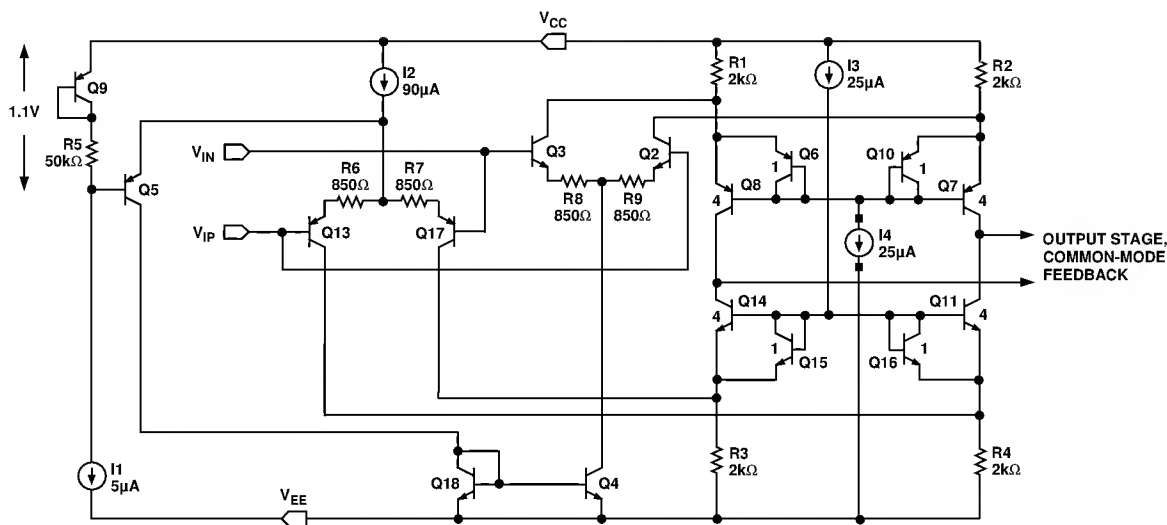 VCC
R1
2kΩ
I3
25μA
R2
2kΩ
I2
90μA
Q9
1.1V
R5
50kΩ
Q5
VIN
Q3
Q2
R6
850Ω
R7
850Ω
R8
850Ω
R9
850Ω
Q6
1
Q10
1
Q8
4
Q7
4
VIP
Q13
Q17
I4
25μA
OUTPUT STAGE,
COMMON-MODE
FEEDBACK
Q14
4
Q11
4
1
Q15
Q16
1
I1
5μA
Q18
Q4
R3
2kΩ
R4
2kΩ
VEE